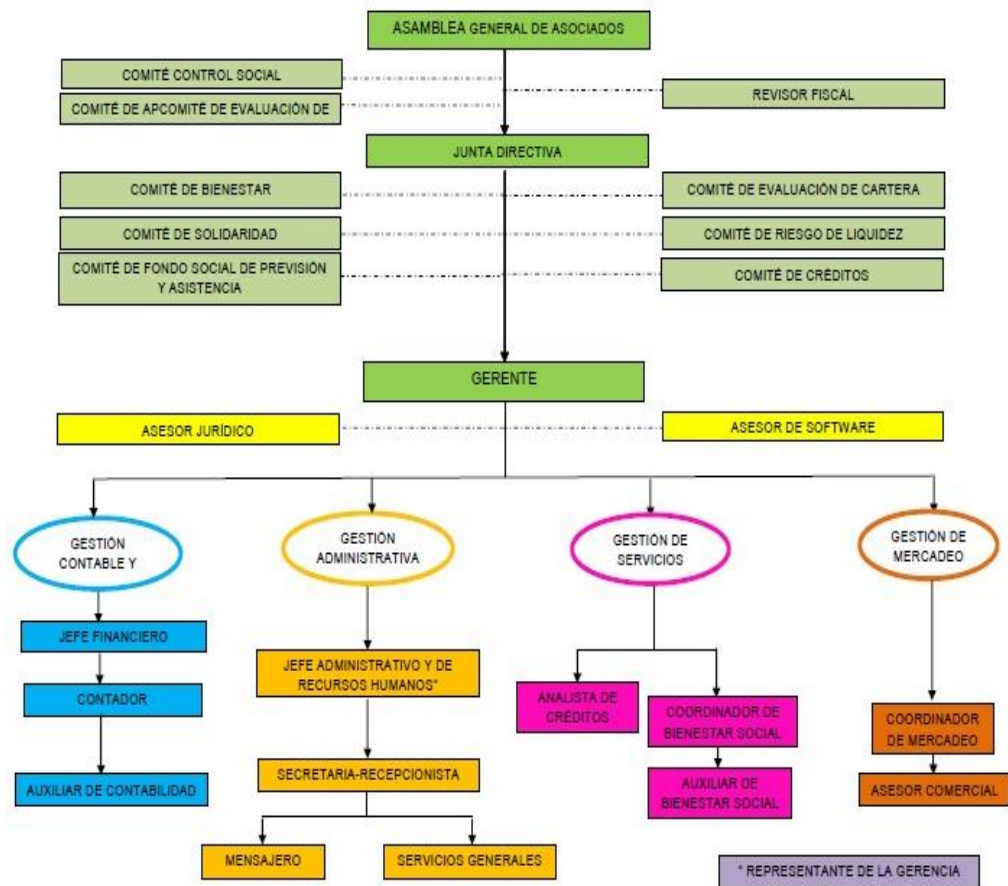 ASAMBLEA GENERAL DE ASOCIADOS
COMITÉ CONTROL SOCIAL
REVISOR FISCAL
COMITÉ DE APCOMITÉ DE EVALUACIÓN DE
JUNTA DIRECTIVA
COMITÉ DE BIENESTAR
COMITÉ DE EVALUACIÓN DE CARTERA
COMITÉ DE SOLIDARIDAD
COMITÉ DE RIESGO DE LIQUIDEZ
COMITÉ DE FONDO SOCIAL DE PREVISIÓN
Y ASISTENCIA
COMITÉ DE CRÉDITOS
GERENTE
ASESOR JURÍDICO
ASESOR DE SOFTWARE
GESTIÓN
CONTABLE Y
GESTIÓN
ADMINISTRATIVA
GESTIÓN DE
SERVICIOS
GESTIÓN DE
MERCADEO
JEFE FINANCIERO
CONTADOR
AUXILIAR DE CONTABILIDAD
JEFE ADMINISTRATIVO Y DE
RECURSOS HUMANOS*
SECRETARIA-RECEPCIONISTA
MENSAJERO
SERVICIOS GENERALES
ANALISTA DE
CRÉDITOS
COORDINADOR DE
BIENESTAR SOCIAL
AUXILIAR DE
BIENESTAR SOCIAL
COORDINADOR
DE MERCADEO
ASESOR COMERCIAL
* REPRESENTANTE DE LA GERENCIA